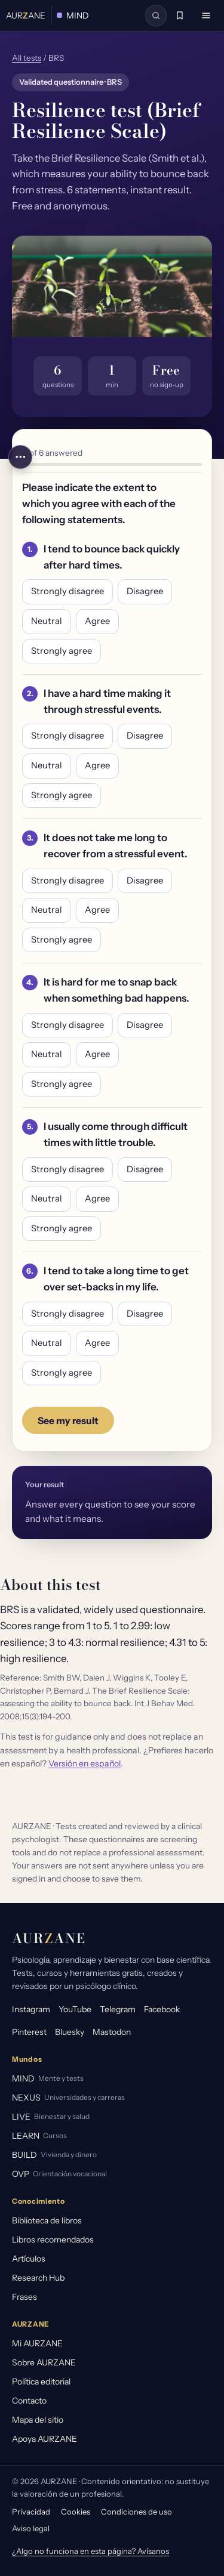 AURZANE MIND
All tests / BRS
Validated questionnaire · BRS
Resilience test (Brief
Resilience Scale)
Take the Brief Resilience Scale (Smith et al.),
which measures your ability to bounce back
from stress. 6 statements, instant result.
Free and anonymous.
6
questions
1
min
Free
no sign-up
of 6 answered
Please indicate the extent to
which you agree with each of the
following statements.
1. I tend to bounce back quickly
after hard times.
Strongly disagree Disagree
Neutral Agree
Strongly agree
2. I have a hard time making it
through stressful events.
Strongly disagree Disagree
Neutral Agree
Strongly agree
3. It does not take me long to
recover from a stressful event.
Strongly disagree Disagree
Neutral Agree
Strongly agree
4. It is hard for me to snap back
when something bad happens.
Strongly disagree Disagree
Neutral Agree
Strongly agree
5. I usually come through difficult
times with little trouble.
Strongly disagree Disagree
Neutral Agree
Strongly agree
6. I tend to take a long time to get
over set-backs in my life.
Strongly disagree Disagree
Neutral Agree
Strongly agree
See my result
Your result
Answer every question to see your score
and what it means.
About this test
BRS is a validated, widely used questionnaire.
Scores range from 1 to 5. 1 to 2.99: low
resilience; 3 to 4.3: normal resilience; 4.31 to 5:
high resilience.
Reference: Smith BW, Dalen J, Wiggins K, Tooley E,
Christopher P, Bernard J. The Brief Resilience Scale:
assessing the ability to bounce back. Int J Behav Med.
2008;15(3):194-200.
This test is for guidance only and does not replace an
assessment by a health professional. ¿Prefieres hacerlo
en español? Versión en español.
AURZANE · Tests created and reviewed by a clinical
psychologist. These questionnaires are screening
tools and do not replace a professional assessment.
Your answers are not sent anywhere unless you are
signed in and choose to save them.
AURZANE
Psicología, aprendizaje y bienestar con base científica.
Tests, cursos y herramientas gratis, creados y
revisados por un psicólogo clínico.
Instagram YouTube Telegram Facebook
Pinterest Bluesky Mastodon
Mundos
MIND Mente y tests
NEXUS Universidades y carreras
LIVE Bienestar y salud
LEARN Cursos
BUILD Vivienda y dinero
OVP Orientación vocacional
Conocimiento
Biblioteca de libros
Libros recomendados
Artículos
Research Hub
Frases
AURZANE
Mi AURZANE
Sobre AURZANE
Política editorial
Contacto
Mapa del sitio
Apoya AURZANE
© 2026 AURZANE · Contenido orientativo: no sustituye
la valoración de un profesional.
Privacidad Cookies Condiciones de uso
Aviso legal
¿Algo no funciona en esta página? Avísanos